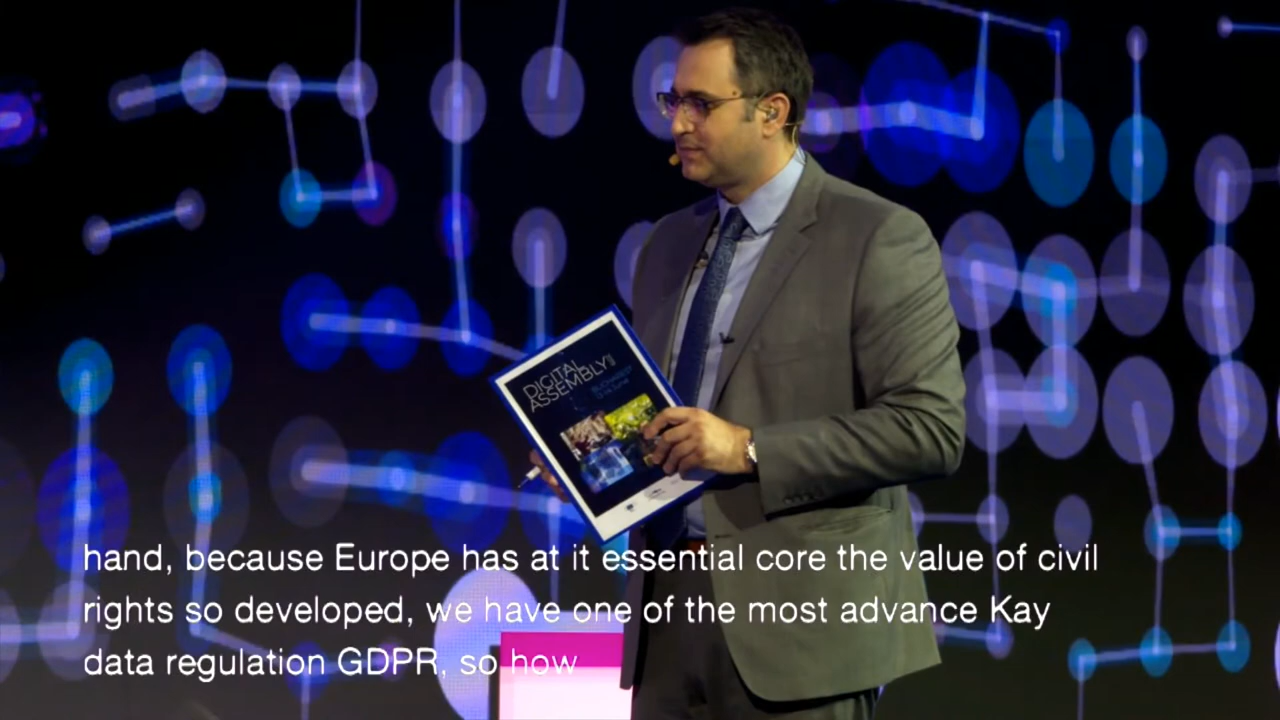 DIGITAL
ASSEMBLY
hand, because Europe has at it essential core the value of civil
rights so developed, we have one of the most advance Kay
data regulation GDPR, so how